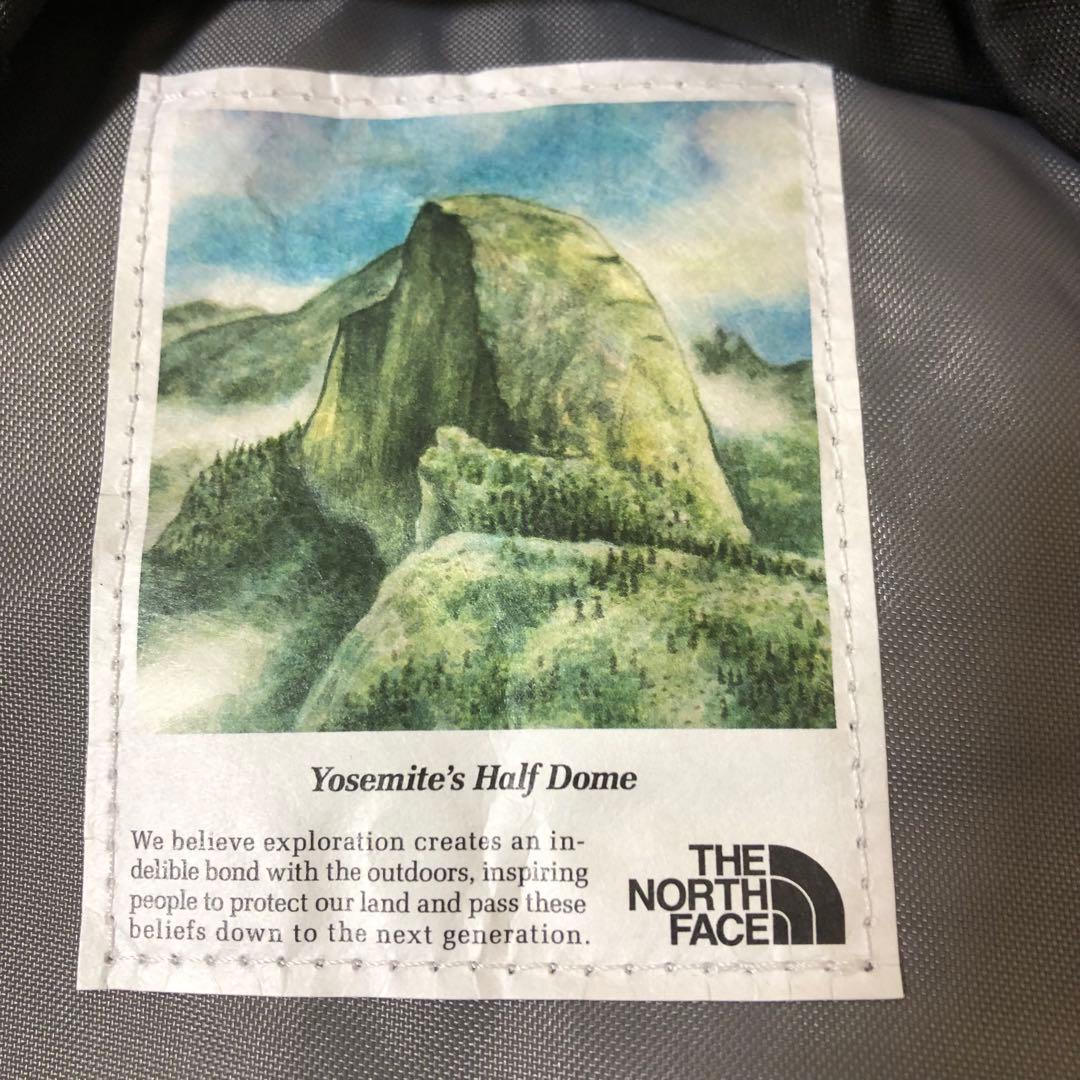 Yosemite's Half Dome
We believe exploration creates an in-
delible bond with the outdoors, inspiring
people to protect our land and pass these
beliefs down to the next generation.
THE
NORTH
FACE